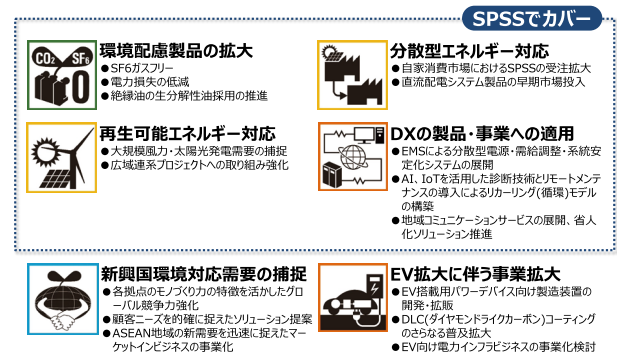 SPSSでカバー
CO₂ SF₆
環境配慮製品の拡大
●SF6ガスフリー
●電力損失の低減
●絶縁油の生分解性油採用の推進
分散型エネルギー対応
●自家消費市場におけるSPSSの受注拡大
●直流配電システム製品の早期市場投入
再生可能エネルギー対応
●大規模風力・太陽光発電需要の捕捉
●広域連系プロジェクトへの取り組み強化
DXの製品・事業への適用
●EMSによる分散型電源・需給調整・系統安
定化システムの展開
●AI、IoTを活用した診断技術とリモートメンテ
ナンスの導入によるリカーリング(循環)モデル
の構築
●地域コミュニケーションサービスの展開、省人
化ソリューション推進
新興国環境対応需要の捕捉
●各拠点のモノづくり力の特徴を活かしたグロ
ーバル競争力強化
●顧客ニーズを的確に捉えたソリューション提案
●ASEAN地域の新需要を迅速に捉えたマー
ケットインビジネスの事業化
EV拡大に伴う事業拡大
●EV搭載用パワーデバイス向け製造装置の
開発・拡販
●DLC(ダイヤモンドライクカーボン)コーティング
のさらなる普及拡大
●EV向け電力インフラビジネスの事業化検討